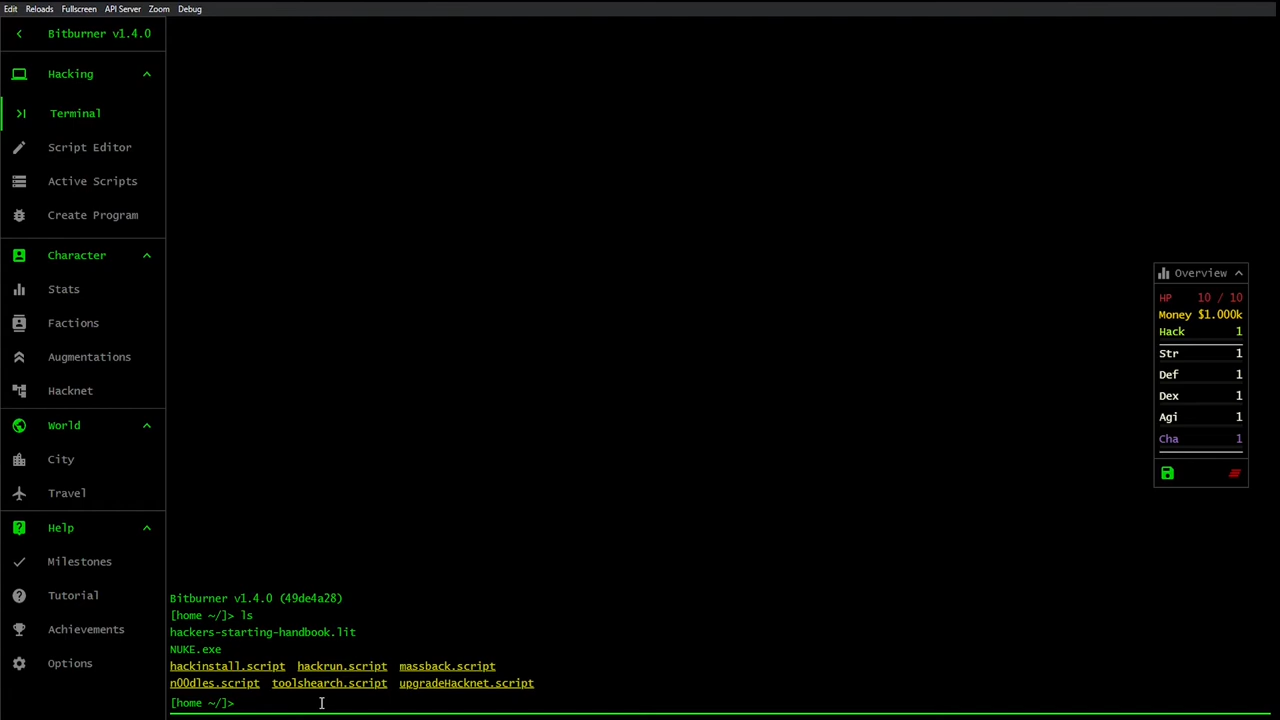 Edit Reloads Fullscreen API Server Zoom Debug
Bitburner v1.4.0
Hacking
Terminal
Script Editor
Active Scripts
Create Program
Character
Stats
Factions
Augmentations
Hacknet
World
City
Travel
Help
Milestones
Tutorial
Achievements
Options
Bitburner v1.4.0 (49de4a28)
[home ~/]> ls
hackers-starting-handbook.lit
NUKE.exe
hackinstall.script hackrun.script massback.script
n00dles.script toolshearch.script upgradeHacknet.script
[home ~/]>
Overview
HP 10 / 10
Money $1.000k
Hack 1
Str 1
Def 1
Dex 1
Agi 1
Cha 1